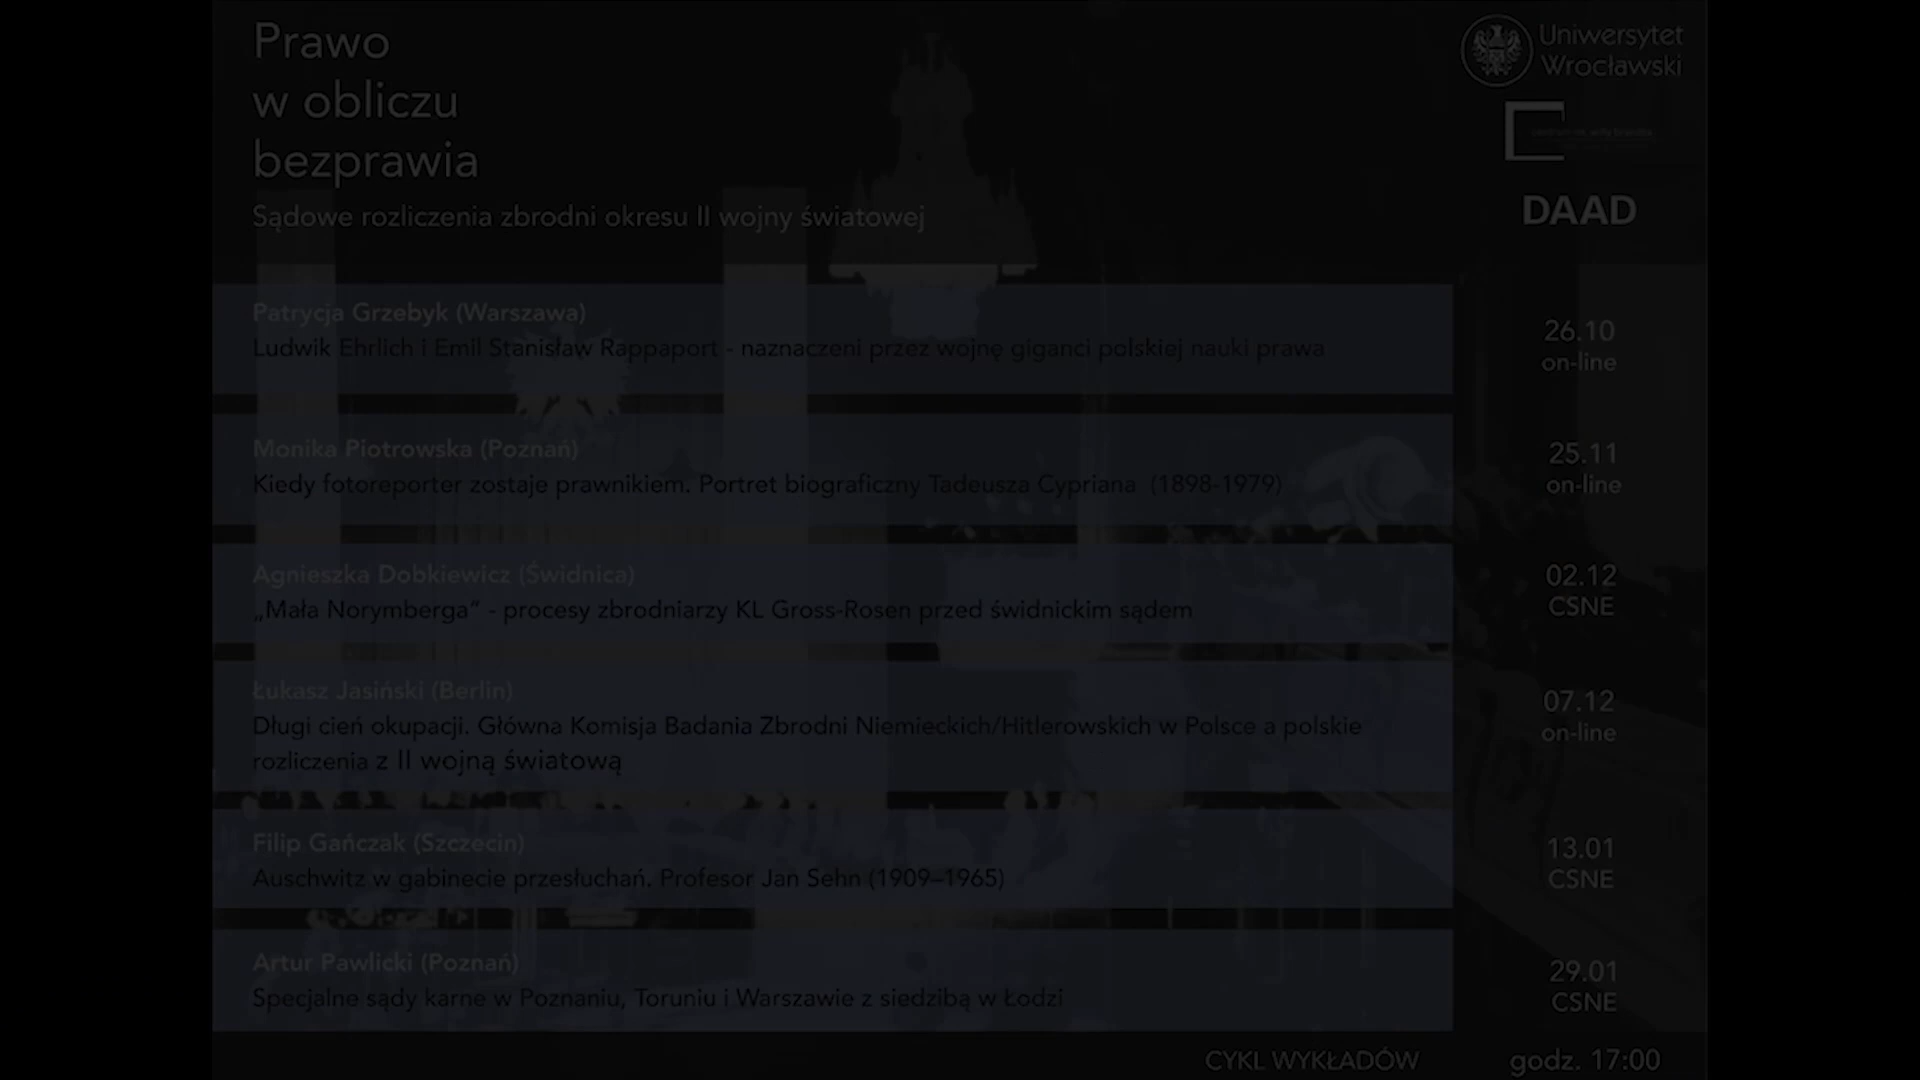 Prawo
w obliczu
bezprawia
Sądowe rozliczenia zbrodni okresu II wojny światowej
Uniwersytet
Wrocławski
centrum im. willy brandta
DAAD
Patrycja Grzebyk (Warszawa)
Ludwik Ehrlich i Emil Stanisław Rappaport - naznaczeni przez wojnę giganci polskiej nauki prawa
26.10
on-line
Monika Piotrowska (Poznań)
Kiedy fotoreporter zostaje prawnikiem. Portret biograficzny Tadeusza Cypriana (1898-1979)
25.11
on-line
Agnieszka Dobkiewicz (Świdnica)
„Mała Norymberga” - procesy zbrodniarzy KL Gross-Rosen przed świdnickim sądem
02.12
CSNE
Łukasz Jasiński (Berlin)
Długi cień okupacji. Główna Komisja Badania Zbrodni Niemieckich/Hitlerowskich w Polsce a polskie
rozliczenia z II wojną światową
07.12
on-line
Filip Gańczak (Szczecin)
Auschwitz w gabinecie przesłuchań. Profesor Jan Sehn (1909–1965)
13.01
CSNE
Artur Pawlicki (Poznań)
Specjalne sądy karne w Poznaniu, Toruniu i Warszawie z siedzibą w Łodzi
29.01
CSNE
CYKL WYKŁADÓW
godz. 17:00